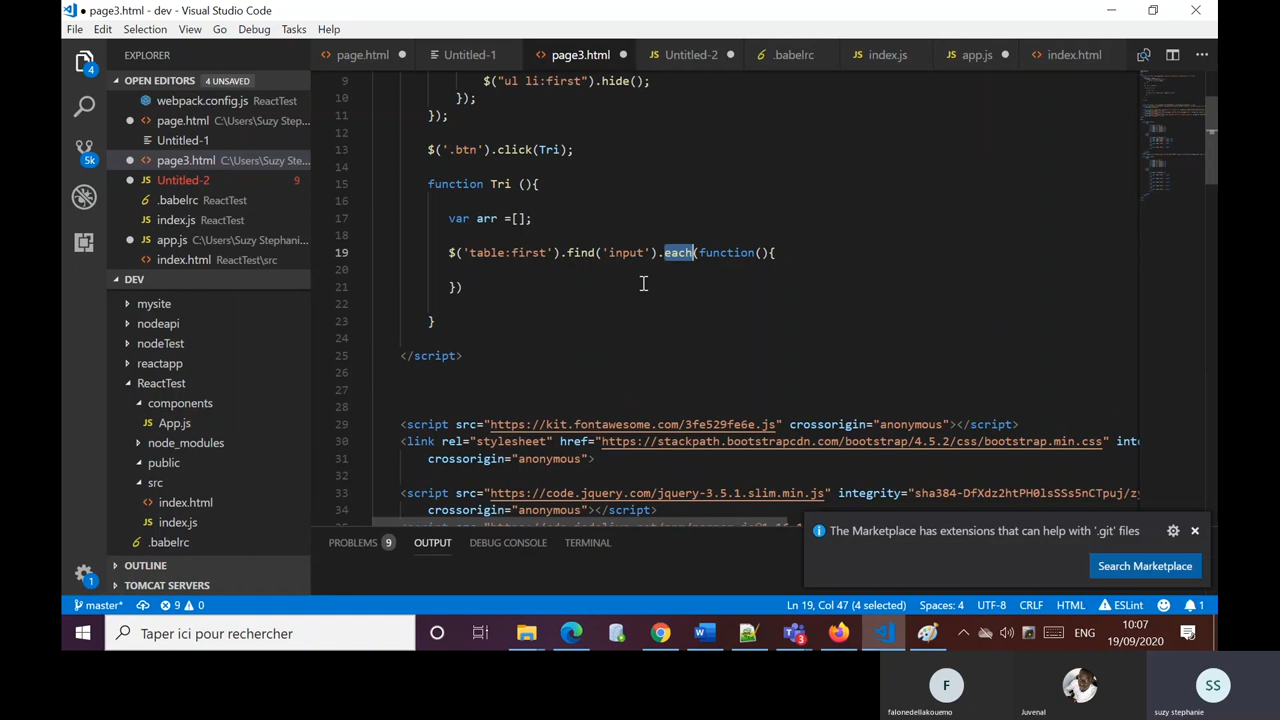 page3.html - dev - Visual Studio Code
File Edit Selection View Go Debug Tasks Help
EXPLORER
page.html
Untitled-1
page3.html
Untitled-2
.babelrc
index.js
app.js
index.html
OPEN EDITORS 4 UNSAVED
webpack.config.js ReactTest
page.html C:\Users\Suzy Step...
Untitled-1
page3.html C:\Users\Suzy Ste...
Untitled-2 9
.babelrc ReactTest
index.js ReactTest
app.js C:\Users\Suzy Stephani...
index.html ReactTest\src
DEV
mysite
nodeapi
nodeTest
reactapp
ReactTest
components
App.js
node_modules
public
src
index.html
index.js
.babelrc
OUTLINE
TOMCAT SERVERS
4
5k
1
9 $("ul li:first").hide();
10 });
11 });
12
13 $('.btn').click(Tri);
14
15 function Tri (){
16
17 var arr =[];
18
19 $('table:first').find('input').each(function(){
20
21 })
22
23 }
24
25 </script>
26
27
28
29 <script src="https://kit.fontawesome.com/3fe529fe6e.js" crossorigin="anonymous"></script>
30 <link rel="stylesheet" href="https://stackpath.bootstrapcdn.com/bootstrap/4.5.2/css/bootstrap.min.css" inte
31 crossorigin="anonymous">
32
33 <script src="https://code.jquery.com/jquery-3.5.1.slim.min.js" integrity="sha384-DfXdz2htPH0lsSSs5nCTpuj/zy
34 crossorigin="anonymous"></script>
PROBLEMS 9 OUTPUT DEBUG CONSOLE TERMINAL
The Marketplace has extensions that can help with '.git' files
Search Marketplace
master* 9 0 Ln 19, Col 47 (4 selected) Spaces: 4 UTF-8 CRLF HTML ESLint 1
Taper ici pour rechercher
3
ENG
10:07
19/09/2020
F
SS
falonedellakouemo
Juvenal
suzy stephanie